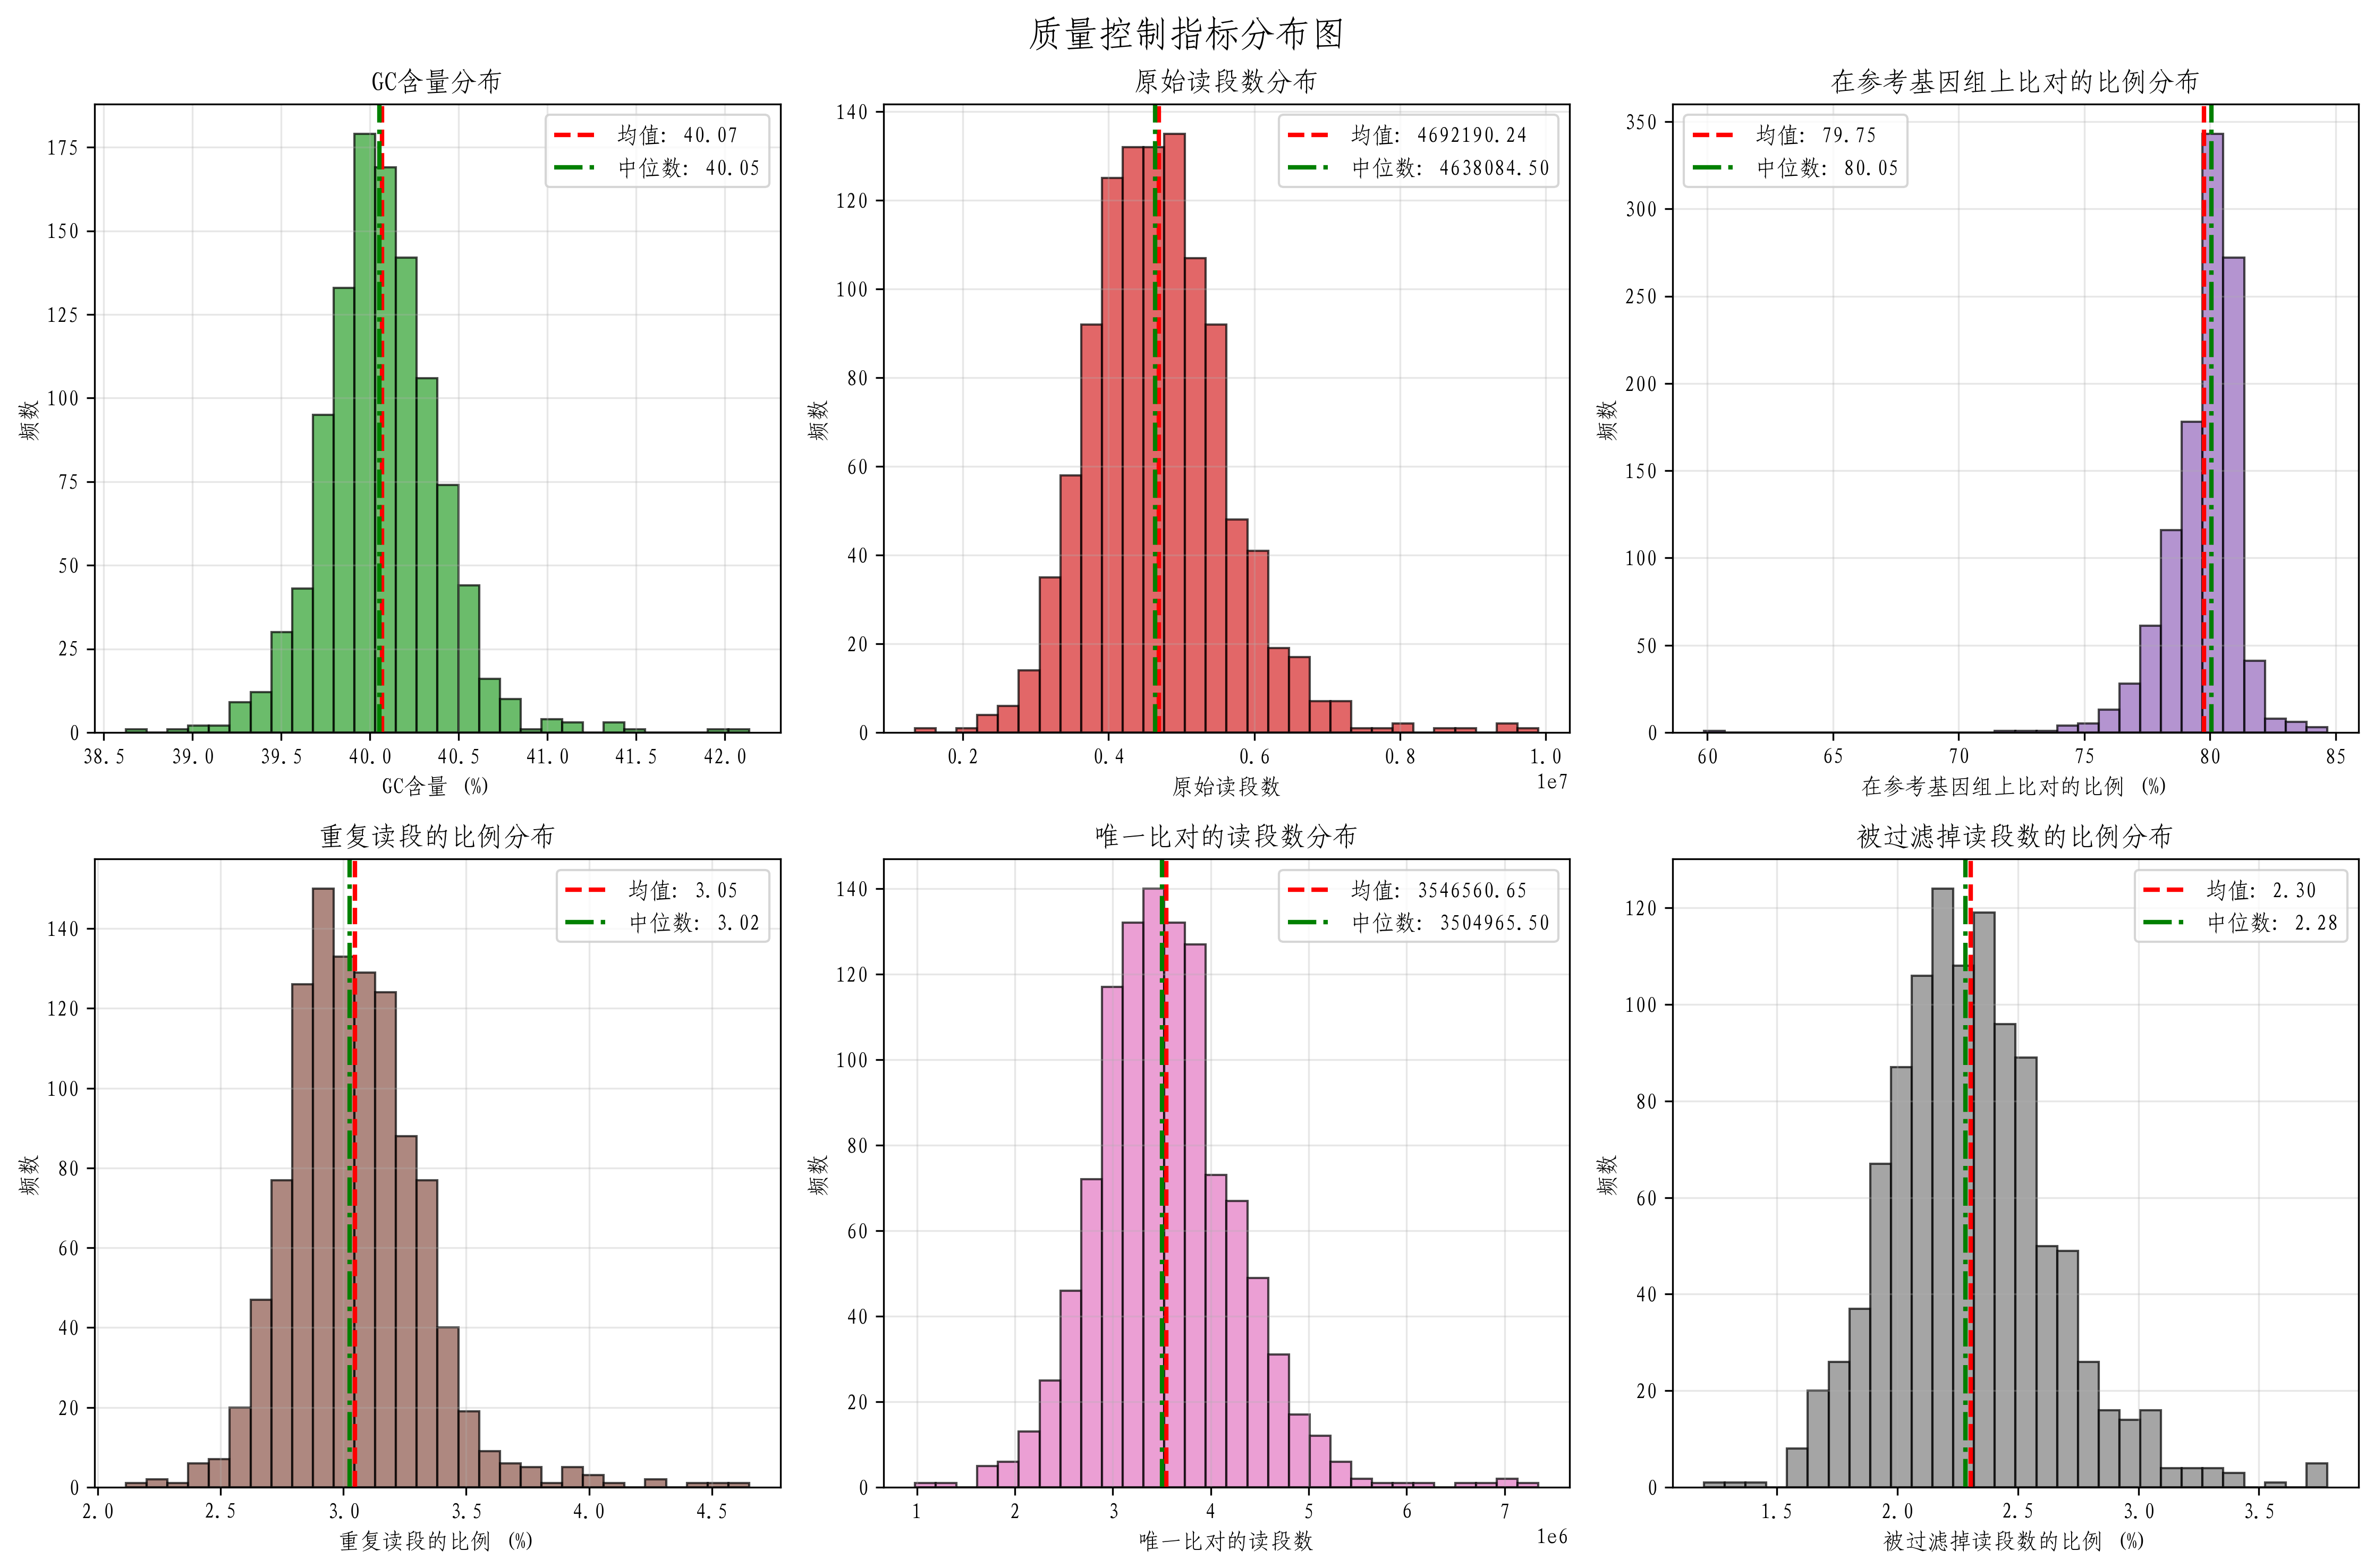 质量控制指标分布图
GC含量分布
均值: 40.07
中位数: 40.05
频数
175
150
125
100
75
50
25
0
38.5 39.0 39.5 40.0 40.5 41.0 41.5 42.0
GC含量 (%)
原始读段数分布
均值: 4692190.24
中位数: 4638084.50
频数
140
120
100
80
60
40
20
0
0.2 0.4 0.6 0.8 1.0
1e7
原始读段数
在参考基因组上比对的比例分布
均值: 79.75
中位数: 80.05
频数
350
300
250
200
150
100
50
0
60 65 70 75 80 85
在参考基因组上比对的比例 (%)
重复读段的比例分布
均值: 3.05
中位数: 3.02
频数
140
120
100
80
60
40
20
0
2.0 2.5 3.0 3.5 4.0 4.5
重复读段的比例 (%)
唯一比对的读段数分布
均值: 3546560.65
中位数: 3504965.50
频数
140
120
100
80
60
40
20
0
1 2 3 4 5 6 7
1e6
唯一比对的读段数
被过滤掉读段数的比例分布
均值: 2.30
中位数: 2.28
频数
120
100
80
60
40
20
0
1.5 2.0 2.5 3.0 3.5
被过滤掉读段数的比例 (%)